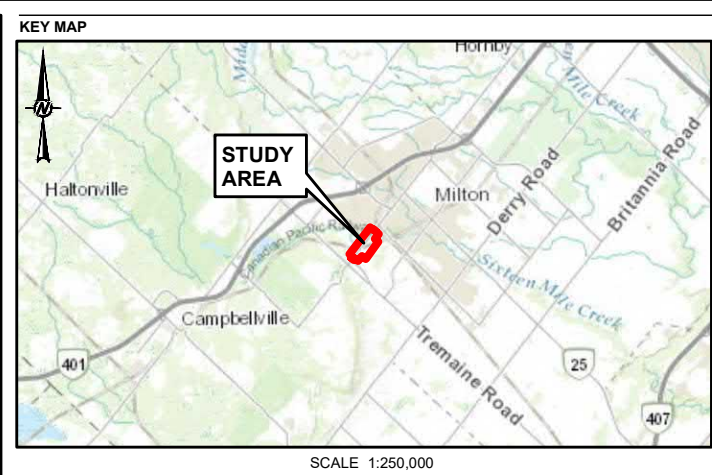 KEY MAP
Hornby
Mile Creek
N
STUDY
AREA
Haltonville
Milton
Derry Road
Britannia Road
Canadian Pacific
Sixteen Mile Creek
Campbellville
Tremaine Road
401
25
407
SCALE 1:250,000